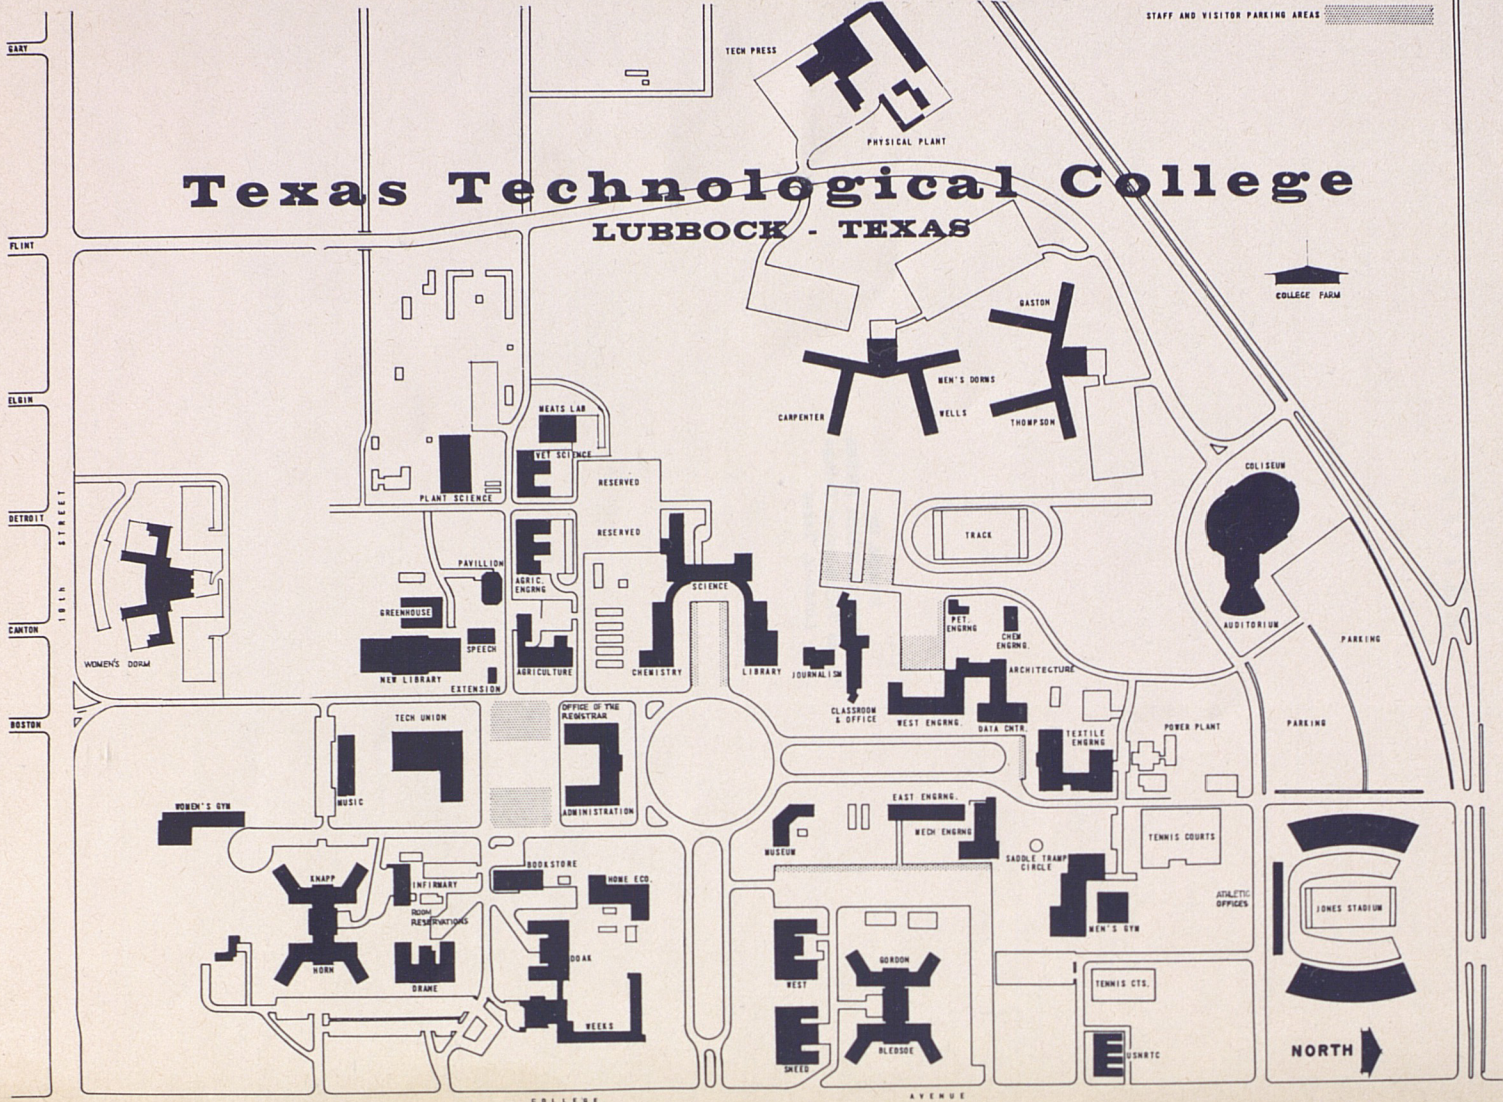 STAFF AND VISITOR PARKING AREAS
GARY
TECH PRESS
PHYSICAL PLANT
Texas Technological College
LUBBOCK - TEXAS
FLINT
COLLEGE FARM
GASTON
MEN'S DORMS
ELGIN
MEATS LAB
CARPENTER
WELLS
THOMPSON
VET SCIENCE
COLISEUM
RESERVED
PLANT SCIENCE
DETROIT
19th STREET
RESERVED
TRACK
PAVILLION
AGRIC.
ENGRNG
SCIENCE
GREENHOUSE
PET.
ENGRNG
CHEM
ENGRNG.
AUDITORIUM
PARKING
CANTON
SPEECH
WOMEN'S DORM
NEW LIBRARY
AGRICULTURE
CHEMISTRY
LIBRARY
JOURNALISM
ARCHITECTURE
EXTENSION
BOSTON
TECH UNION
OFFICE OF THE
REGISTRAR
CLASSROOM
& OFFICE
WEST ENGRNG.
DATA CNTR.
POWER PLANT
PARKING
TEXTILE
ENGRNG
MUSIC
ADMINISTRATION
EAST ENGRNG.
WOMEN'S GYM
MECH ENGRNG
TENNIS COURTS
MUSEUM
SADDLE TRAMP
CIRCLE
BOOKSTORE
KNAPP
INFIRMARY
HOME ECO.
ROOM
RESERVATIONS
ATHLETIC
OFFICES
JONES STADIUM
MEN'S GYM
DOAK
GORDON
HORN
DRANE
WEST
TENNIS CTS.
WEEKS
BLEDSOE
NORTH
USNRTC
SNEED
COLLEGE AVENUE